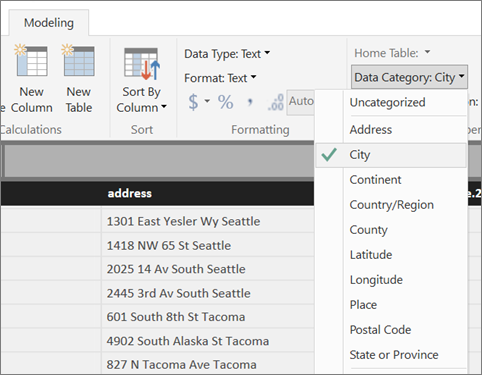 Modeling
New Column
New Table
Sort By Column
Data Type: Text
Format: Text
$ % , .00 Auto
Home Table:
Data Category: City
Calculations
Sort
Formatting
Uncategorized
Address
City
Continent
Country/Region
County
Latitude
Longitude
Place
Postal Code
State or Province
address
1301 East Yesler Wy Seattle
1418 NW 65 St Seattle
2025 14 Av South Seattle
2445 3rd Av South Seattle
601 South 8th St Tacoma
4902 South Alaska St Tacoma
827 N Tacoma Ave Tacoma